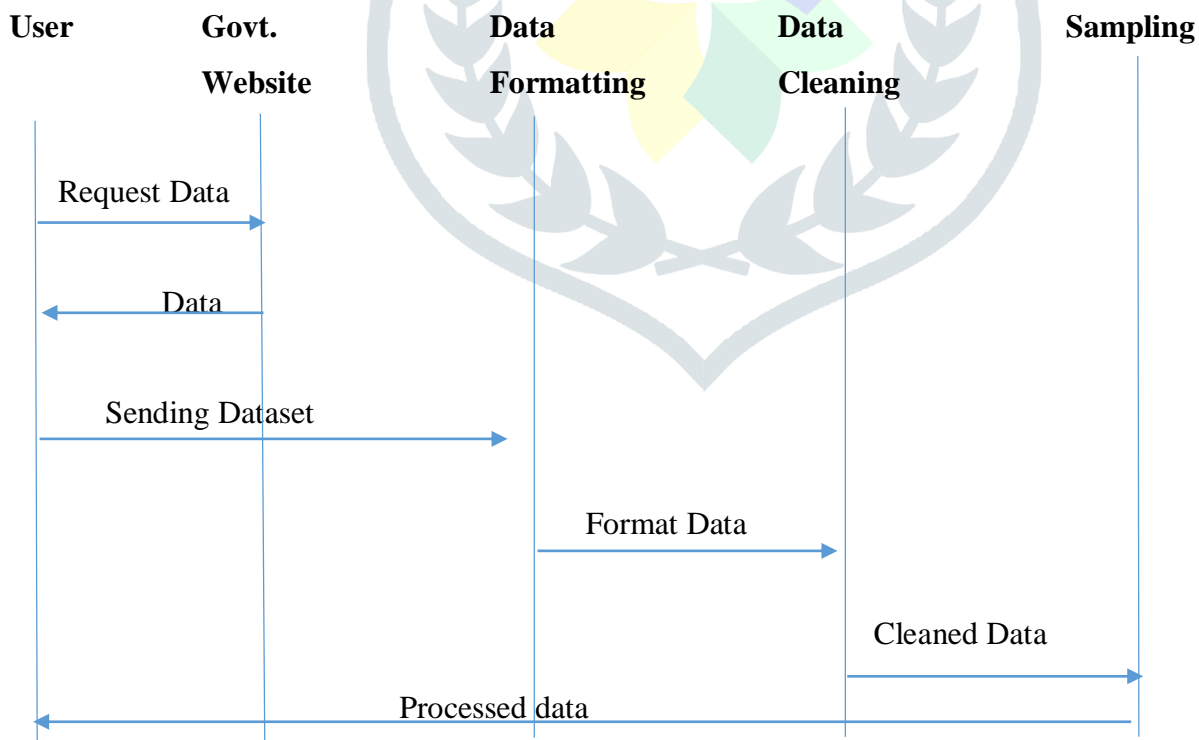 User Govt. Data Data Sampling
Website Formatting Cleaning
Request Data
Data
Sending Dataset
Format Data
Cleaned Data
Processed data